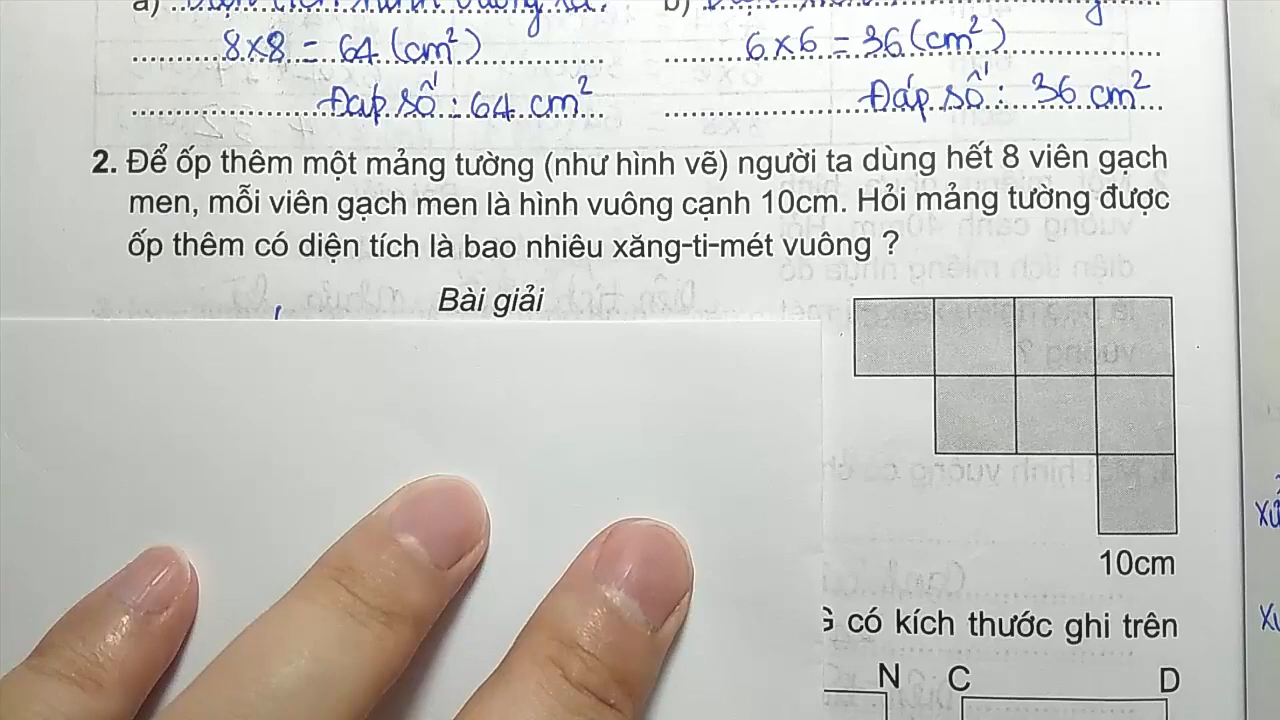 a) b)
8×8 = 64 (cm²) 6×6 = 36 (cm²)
Đáp số : 64 cm² Đáp số : 36 cm²
2. Để ốp thêm một mảng tường (như hình vẽ) người ta dùng hết 8 viên gạch
men, mỗi viên gạch men là hình vuông cạnh 10cm. Hỏi mảng tường được
ốp thêm có diện tích là bao nhiêu xăng-ti-mét vuông ?
Bài giải
10cm
có kích thước ghi trên
N C D